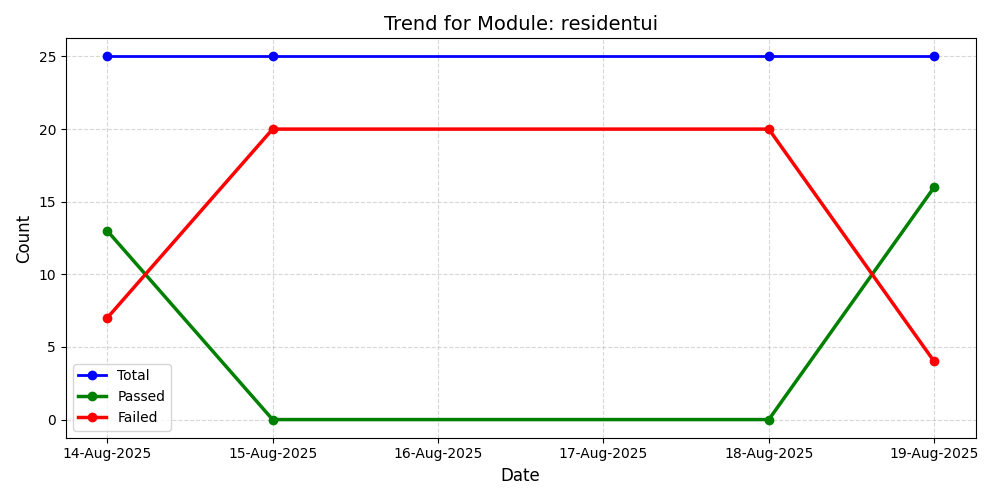 Trend for Module: residentui
Count
25
20
15
10
5
0
Total
Passed
Failed
14-Aug-2025 15-Aug-2025 16-Aug-2025 17-Aug-2025 18-Aug-2025 19-Aug-2025
Date